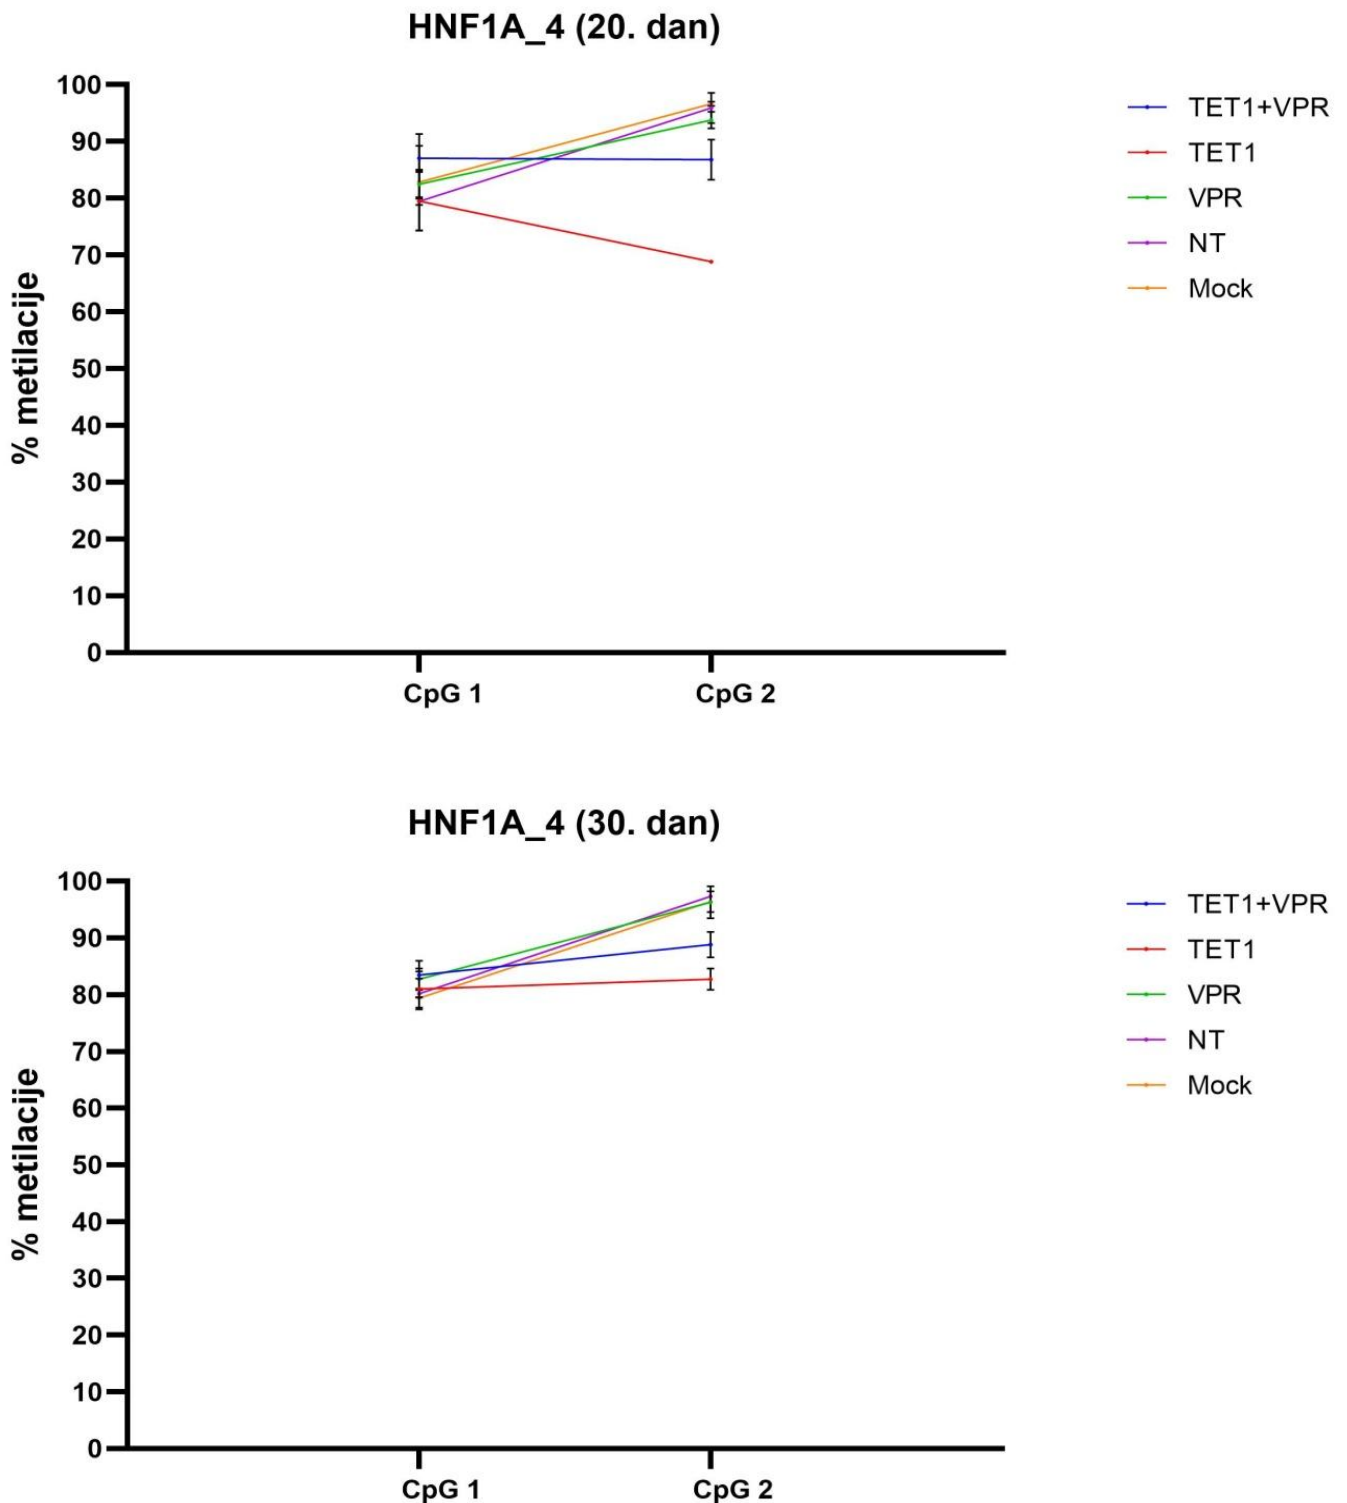 HNF1A_4 (20. dan)
% metilacije
100
90
80
70
60
50
40
30
20
10
0
CpG 1
CpG 2
TET1+VPR
TET1
VPR
NT
Mock
HNF1A_4 (30. dan)
% metilacije
100
90
80
70
60
50
40
30
20
10
0
CpG 1
CpG 2
TET1+VPR
TET1
VPR
NT
Mock